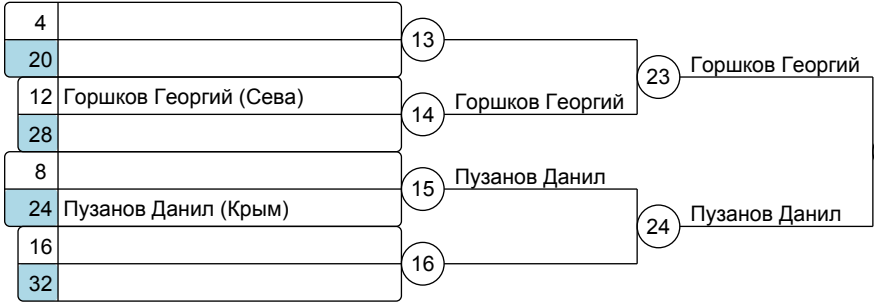 4
13
20
23 Горшков Георгий
12 Горшков Георгий (Сева)
14 Горшков Георгий
28
8
15 Пузанов Данил
24 Пузанов Данил (Крым)
24 Пузанов Данил
16
16
32